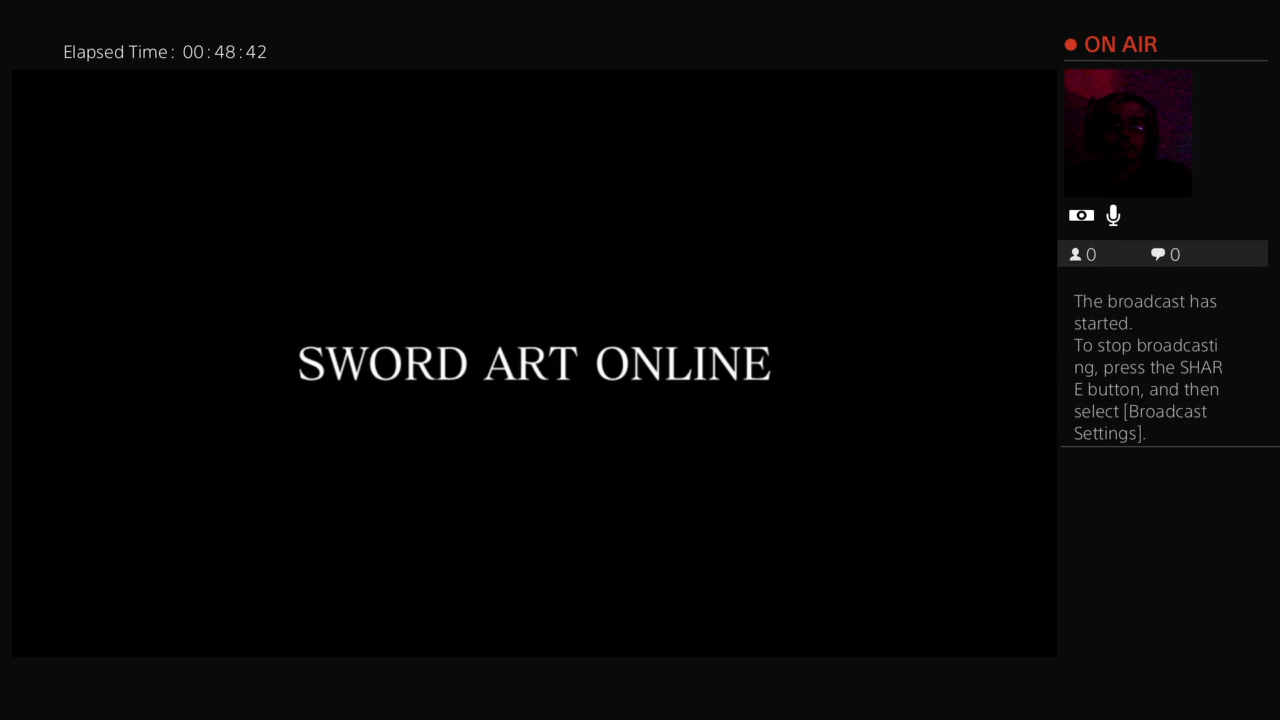 Elapsed Time: 00:48:42
ON AIR
0 0
The broadcast has
started.
To stop broadcasti
ng, press the SHAR
E button, and then
select [Broadcast
Settings].
SWORD ART ONLINE